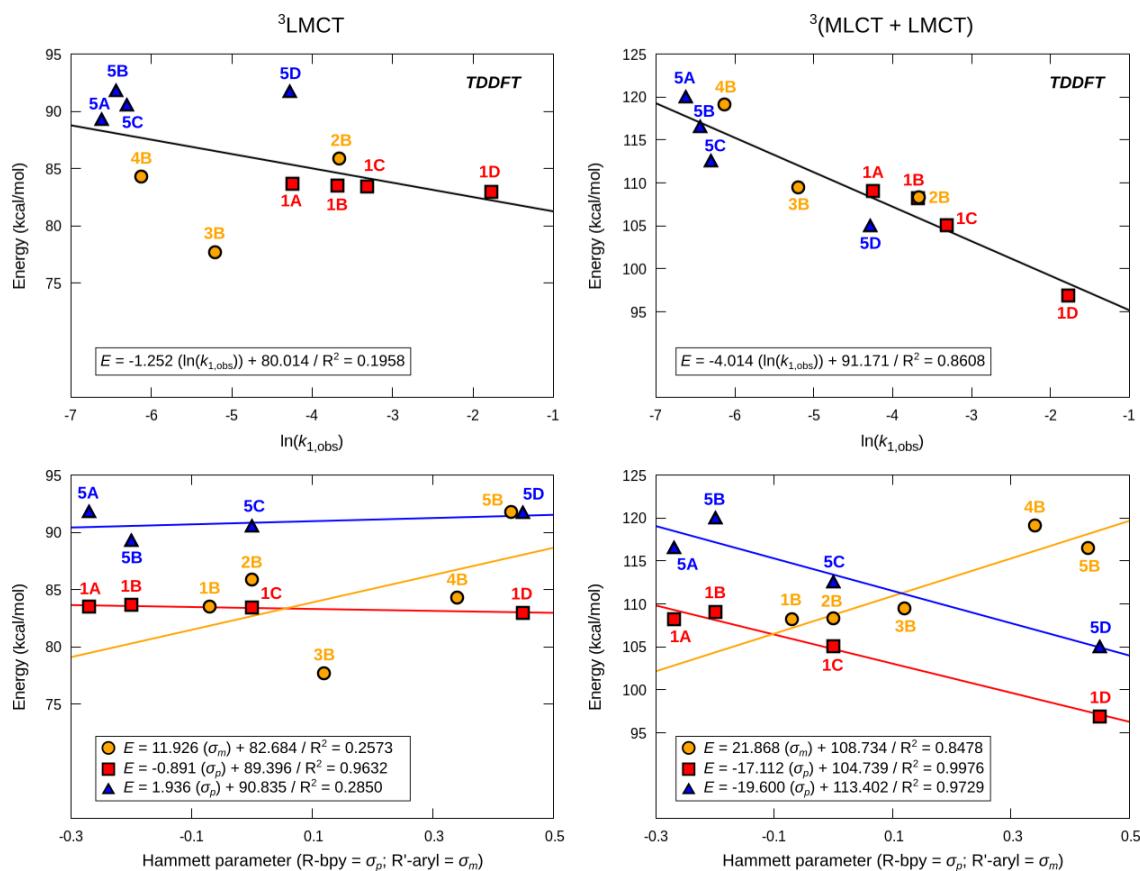 ³LMCT
95
90
85
80
75
Energy (kcal/mol)
TDDFT
5B
5A
5C
5D
4B
3B
2B
1A
1B
1C
1D
E = -1.252 (ln(k₁,obs)) + 80.014 / R² = 0.1958
-7 -6 -5 -4 -3 -2 -1
ln(k₁,obs)
³(MLCT + LMCT)
125
120
115
110
105
100
95
Energy (kcal/mol)
TDDFT
5A
4B
5B
5C
3B
1A
5D
1B
2B
1C
1D
E = -4.014 (ln(k₁,obs)) + 91.171 / R² = 0.8608
-7 -6 -5 -4 -3 -2 -1
ln(k₁,obs)
95
90
85
80
75
Energy (kcal/mol)
5A
5B
5C
5B
5D
1A
1B
1B
2B
1C
3B
4B
1D
E = 11.926 (σₘ) + 82.684 / R² = 0.2573
E = -0.891 (σₚ) + 89.396 / R² = 0.9632
E = 1.936 (σₚ) + 90.835 / R² = 0.2850
-0.3 -0.1 0.1 0.3 0.5
Hammett parameter (R-bpy = σₚ; R'-aryl = σₘ)
125
120
115
110
105
100
95
Energy (kcal/mol)
5B
5A
1B
1A
1B
2B
5C
1C
3B
4B
5B
5D
1D
E = 21.868 (σₘ) + 108.734 / R² = 0.8478
E = -17.112 (σₚ) + 104.739 / R² = 0.9976
E = -19.600 (σₚ) + 113.402 / R² = 0.9729
-0.3 -0.1 0.1 0.3 0.5
Hammett parameter (R-bpy = σₚ; R'-aryl = σₘ)